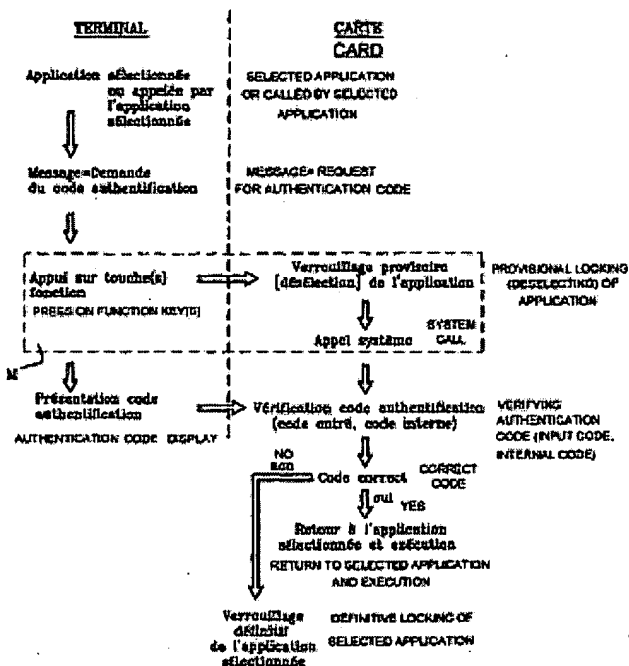 TERMINAL
CARTE
CARD
Application sélectionnée
ou appelée par
l'application
sélectionnée
SELECTED APPLICATION
OR CALLED BY SELECTED
APPLICATION
Message=Demande
du code authentification
MESSAGE= REQUEST
FOR AUTHENTICATION CODE
Appui sur touche(s)
fonction
PRESS ION FUNCTION KEY[S]
Verrouillage provisoire
[désélection] de l'application
PROVISIONAL LOCKING
(DESELECTING) OF
APPLICATION
Appel système
SYSTEM
CALL
M
Présentation code
authentification
AUTHENTICATION CODE DISPLAY
Vérification code authentification
(code entré, code interne)
VERIFYING
AUTHENTICATION
CODE (INPUT CODE,
INTERNAL CODE)
NO
non
Code correct
CORRECT
CODE
oui
YES
Retour à l'application
sélectionnée et exécution
RETURN TO SELECTED APPLICATION
AND EXECUTION
Verrouillage
définitif
de l'application
sélectionnée
DEFINITIVE LOCKING OF
SELECTED APPLICATION